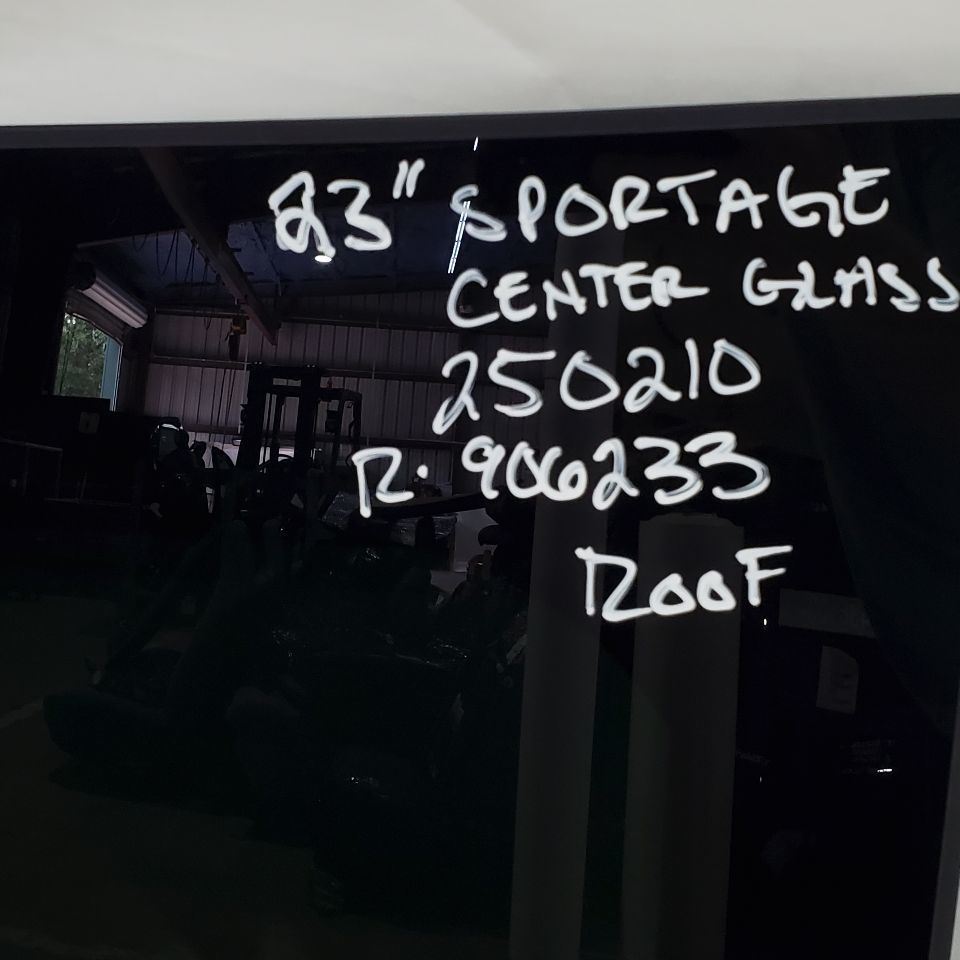 23" SPORTAGE
CENTER GLASS
250210
R. 906233
ROOF